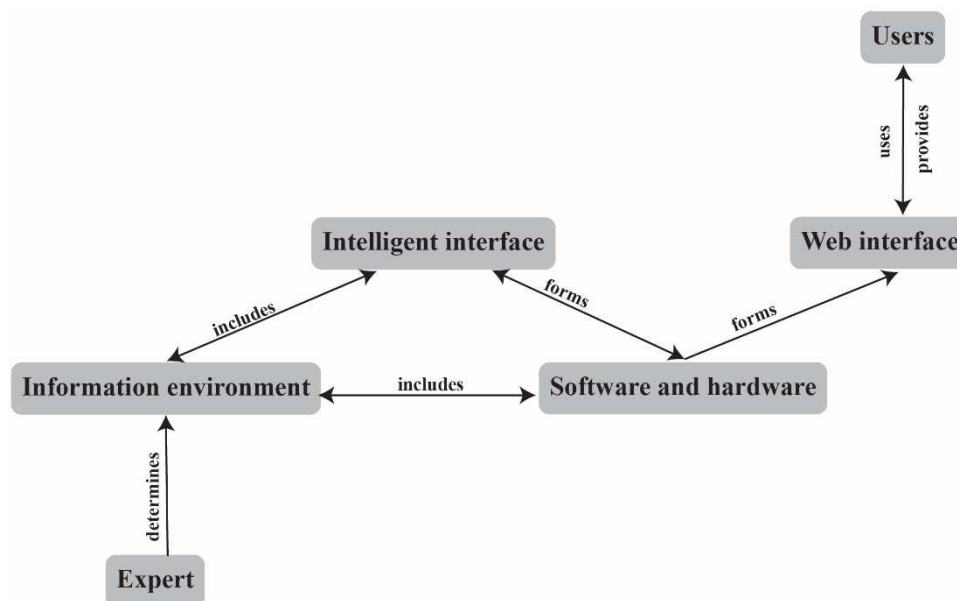 Users
uses
provides
Intelligent interface
Web interface
includes
forms
forms
Information environment
includes
Software and hardware
determines
Expert